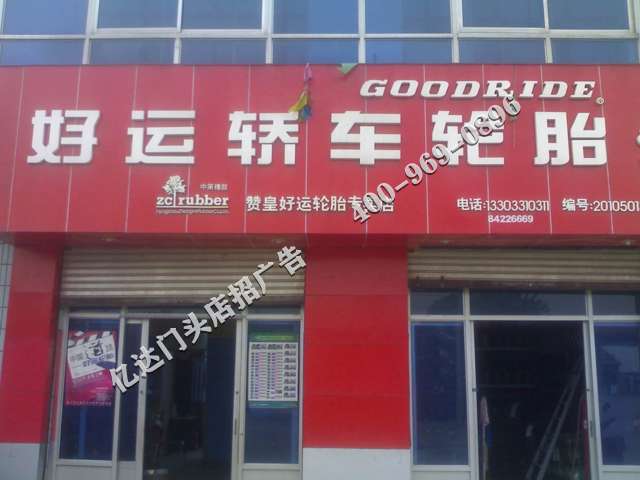 GOODRIDE
好运轿车轮胎
中策橡胶
zc rubber
赞皇好运轮胎专卖店
电话:13303310311
84226669
编号:2010501
400-969-0896
亿达门头店招广告